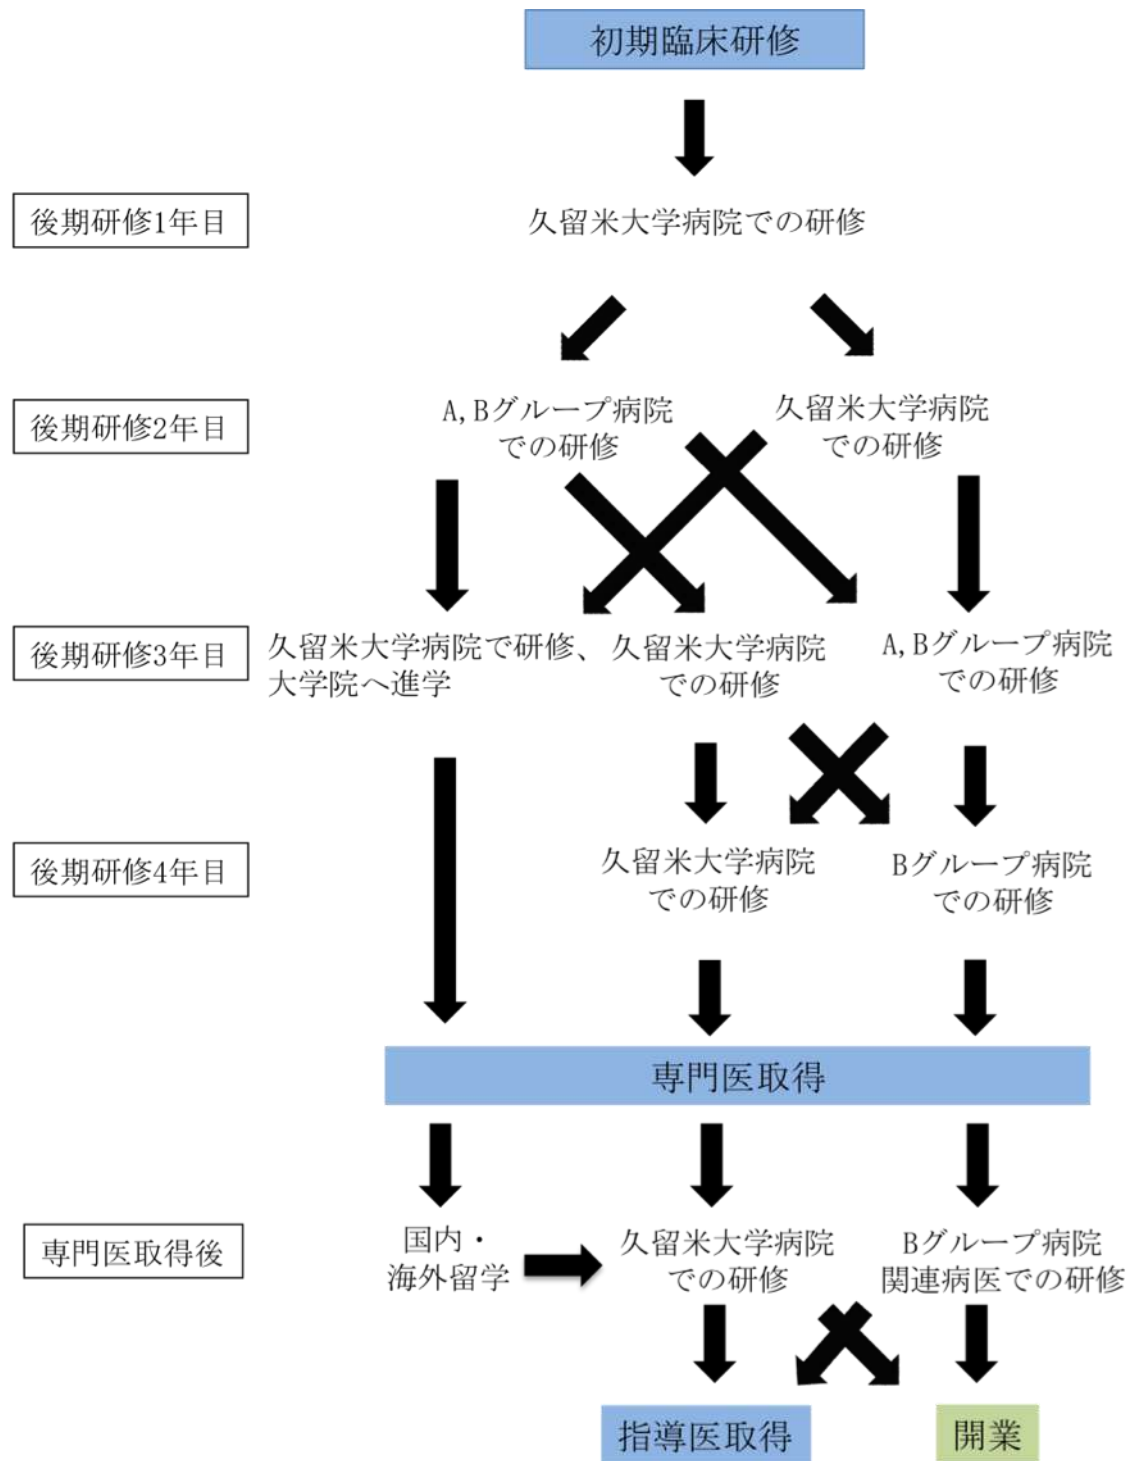 初期臨床研修
後期研修1年目
久留米大学病院での研修
後期研修2年目
A,Bグループ病院
での研修
久留米大学病院
での研修
後期研修3年目
久留米大学病院で研修、
大学院へ進学
久留米大学病院
での研修
A,Bグループ病院
での研修
後期研修4年目
久留米大学病院
での研修
Bグループ病院
での研修
専門医取得
専門医取得後
国内・
海外留学
久留米大学病院
での研修
Bグループ病院
関連病医での研修
指導医取得
開業